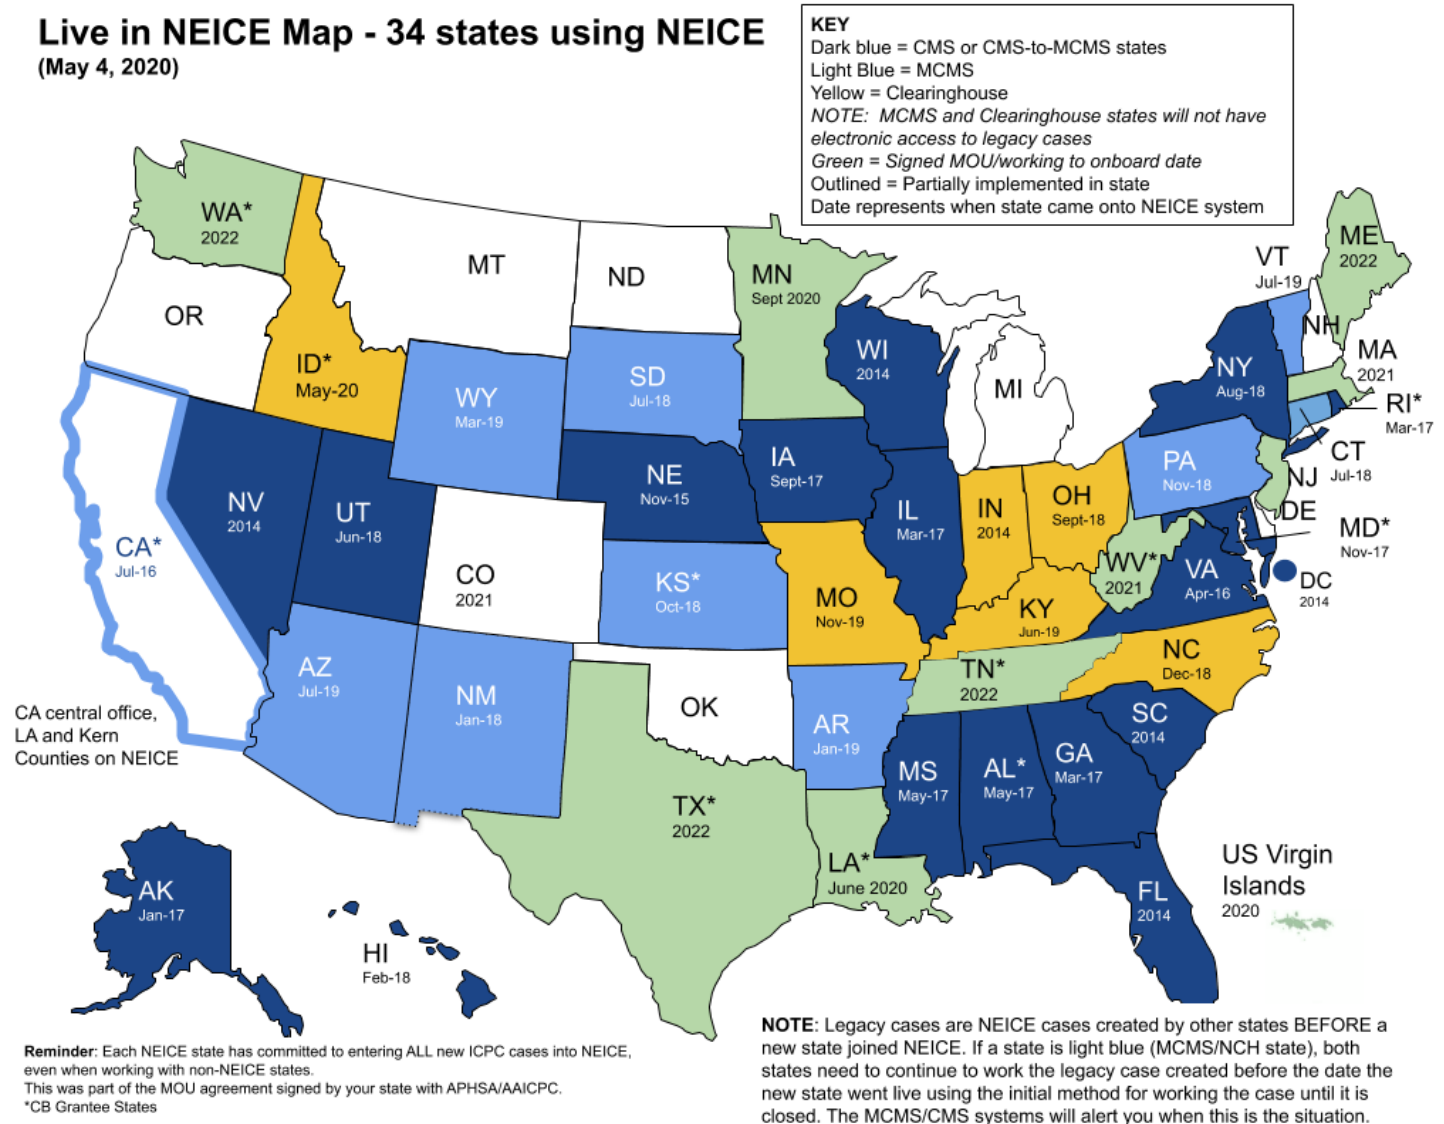 Live in NEICE Map - 34 states using NEICE
(May 4, 2020)
KEY
Dark blue = CMS or CMS-to-MCMS states
Light Blue = MCMS
Yellow = Clearinghouse
NOTE:  MCMS and Clearinghouse states will not have
electronic access to legacy cases
Green = Signed MOU/working to onboard date
Outlined = Partially implemented in state
Date represents when state came onto NEICE system
WA*
2022
OR
MT
ND
MN
Sept 2020
ID*
May-20
WY
Mar-19
SD
Jul-18
WI
2014
MI
VT
Jul-19
ME
2022
NH
NY
Aug-18
MA
2021
RI*
Mar-17
CT
Jul-18
NJ
DE
MD*
Nov-17
DC
2014
PA
Nov-18
NV
2014
UT
Jun-18
NE
Nov-15
IA
Sept-17
IL
Mar-17
IN
2014
OH
Sept-18
WV*
2021
VA
Apr-16
CA*
Jul-16
CO
2021
KS*
Oct-18
MO
Nov-19
KY
Jun-19
NC
Dec-18
TN*
2022
SC
2014
AZ
Jul-19
NM
Jan-18
OK
AR
Jan-19
MS
May-17
AL*
May-17
GA
Mar-17
CA central office,
LA and Kern
Counties on NEICE
TX*
2022
LA*
June 2020
FL
2014
US Virgin
Islands
2020
AK
Jan-17
HI
Feb-18
Reminder: Each NEICE state has committed to entering ALL new ICPC cases into NEICE,
even when working with non-NEICE states.
This was part of the MOU agreement signed by your state with APHSA/AAICPC.
*CB Grantee States
NOTE: Legacy cases are NEICE cases created by other states BEFORE a
new state joined NEICE. If a state is light blue (MCMS/NCH state), both
states need to continue to work the legacy case created before the date the
new state went live using the initial method for working the case until it is
closed. The MCMS/CMS systems will alert you when this is the situation.